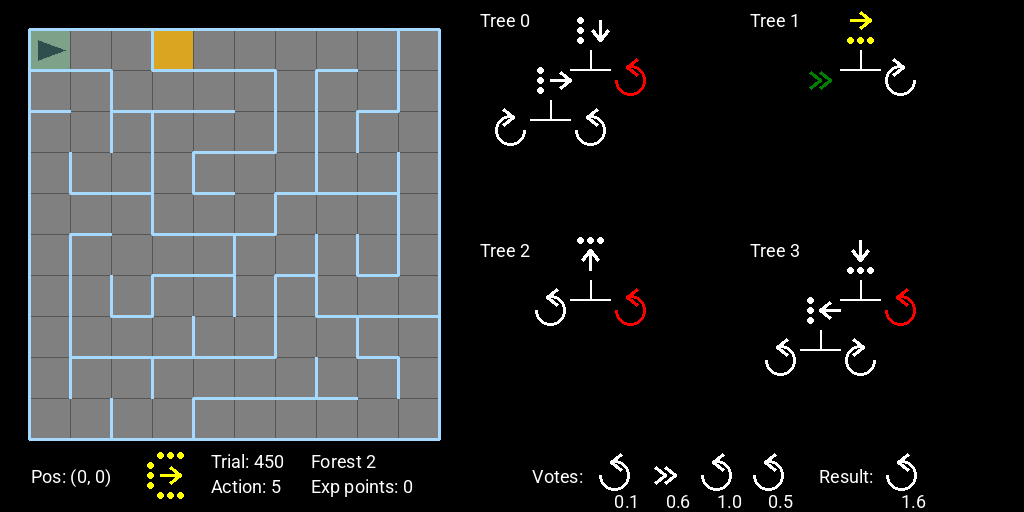 Tree 0
Tree 1
Tree 2
Tree 3
Pos: (0, 0)
Trial: 450 Forest 2
Action: 5 Exp points: 0
Votes: Result:
0.1 0.6 1.0 0.5 1.6